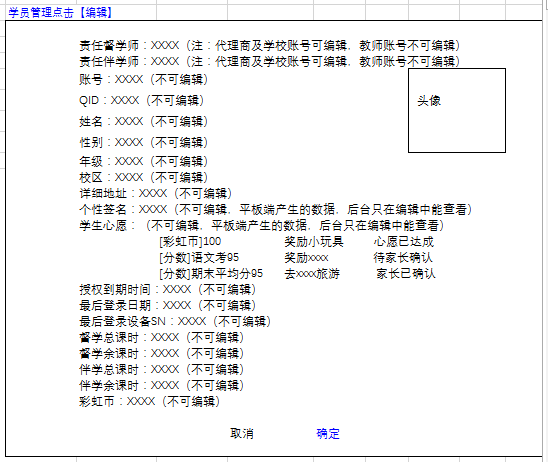 学员管理点击【编辑】
责任督学师：XXXX（注：代理商及学校账号可编辑，教师账号不可编辑）
责任伴学师：XXXX（注：代理商及学校账号可编辑，教师账号不可编辑）
账号：XXXX（不可编辑）
QID：XXXX（不可编辑）
头像
姓名：XXXX（不可编辑）
性别：XXXX（不可编辑）
年级：XXXX（不可编辑）
校区：XXXX（不可编辑）
详细地址：XXXX（不可编辑）
个性签名：XXXX（不可编辑，平板端产生的数据，后台只在编辑中能查看）
学生心愿：（不可编辑，平板端产生的数据，后台只在编辑中能查看）
[彩虹币]100 奖励小玩具 心愿已达成
[分数]语文考95 奖励xxxx 待家长确认
[分数]期末平均分95 去xxxx旅游 家长已确认
授权到期时间：XXXX（不可编辑）
最后登录日期：XXXX（不可编辑）
最后登录设备SN：XXXX（不可编辑）
督学总课时：XXXX（不可编辑）
督学余课时：XXXX（不可编辑）
伴学总课时：XXXX（不可编辑）
伴学余课时：XXXX（不可编辑）
彩虹币：XXXX（不可编辑）
取消 确定